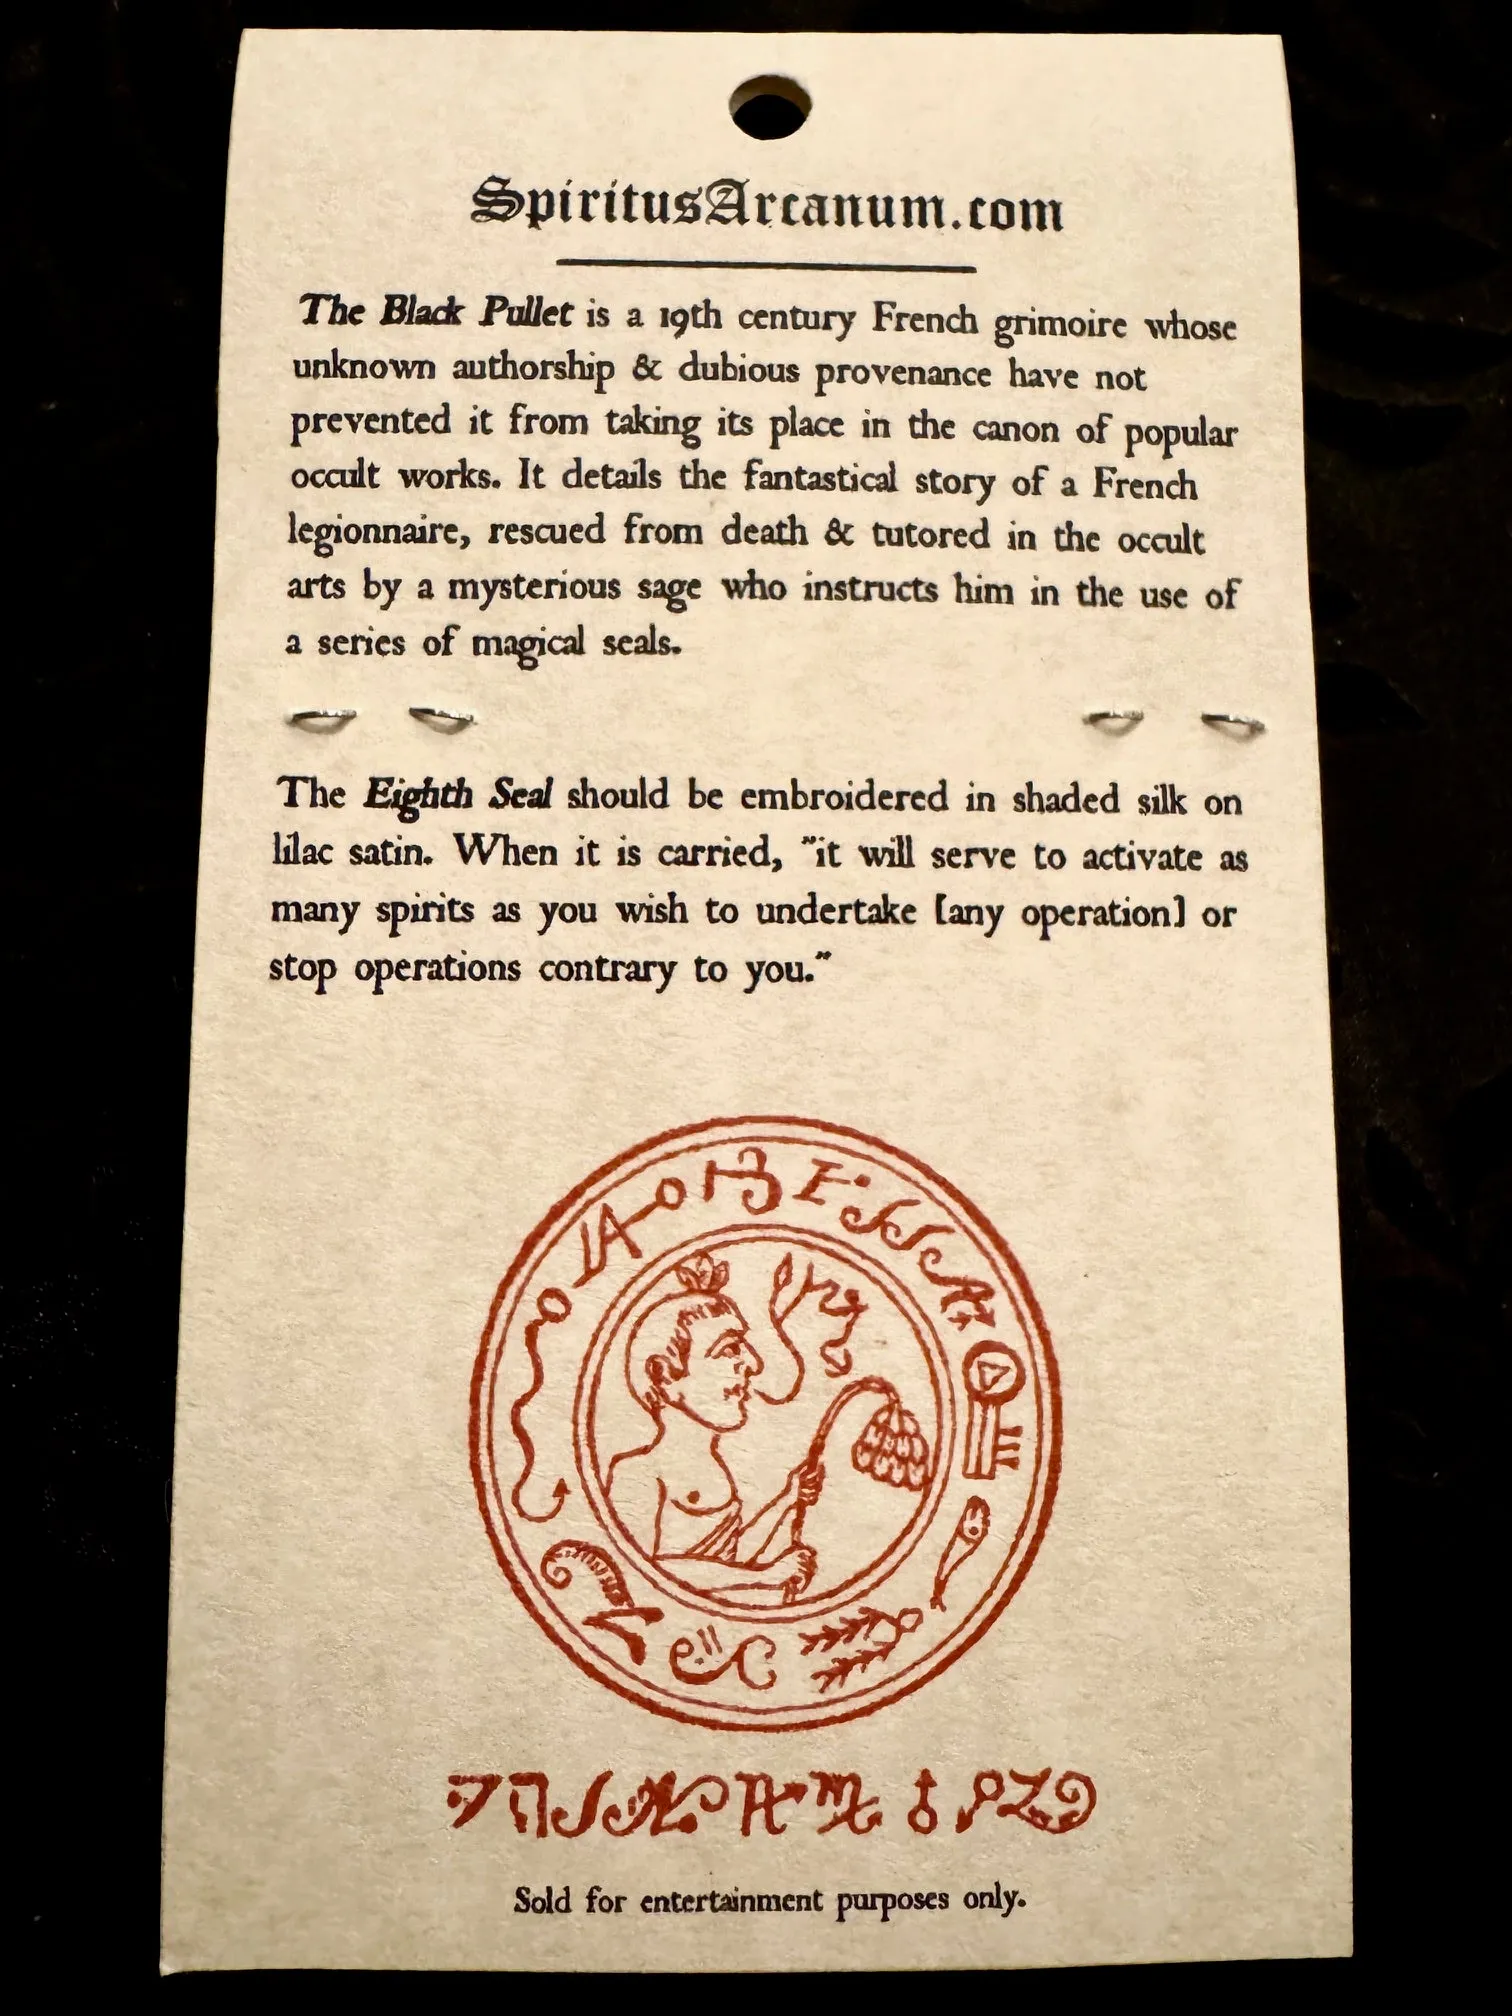 SpiritusArcanum.com
The Black Pullet is a 19th century French grimoire whose
unknown authorship & dubious provenance have not
prevented it from taking its place in the canon of popular
occult works. It details the fantastical story of a French
legionnaire, rescued from death & tutored in the occult
arts by a mysterious sage who instructs him in the use of
a series of magical seals.
The Eighth Seal should be embroidered in shaded silk on
lilac satin. When it is carried, "it will serve to activate as
many spirits as you wish to undertake [any operation] or
stop operations contrary to you."
Sold for entertainment purposes only.